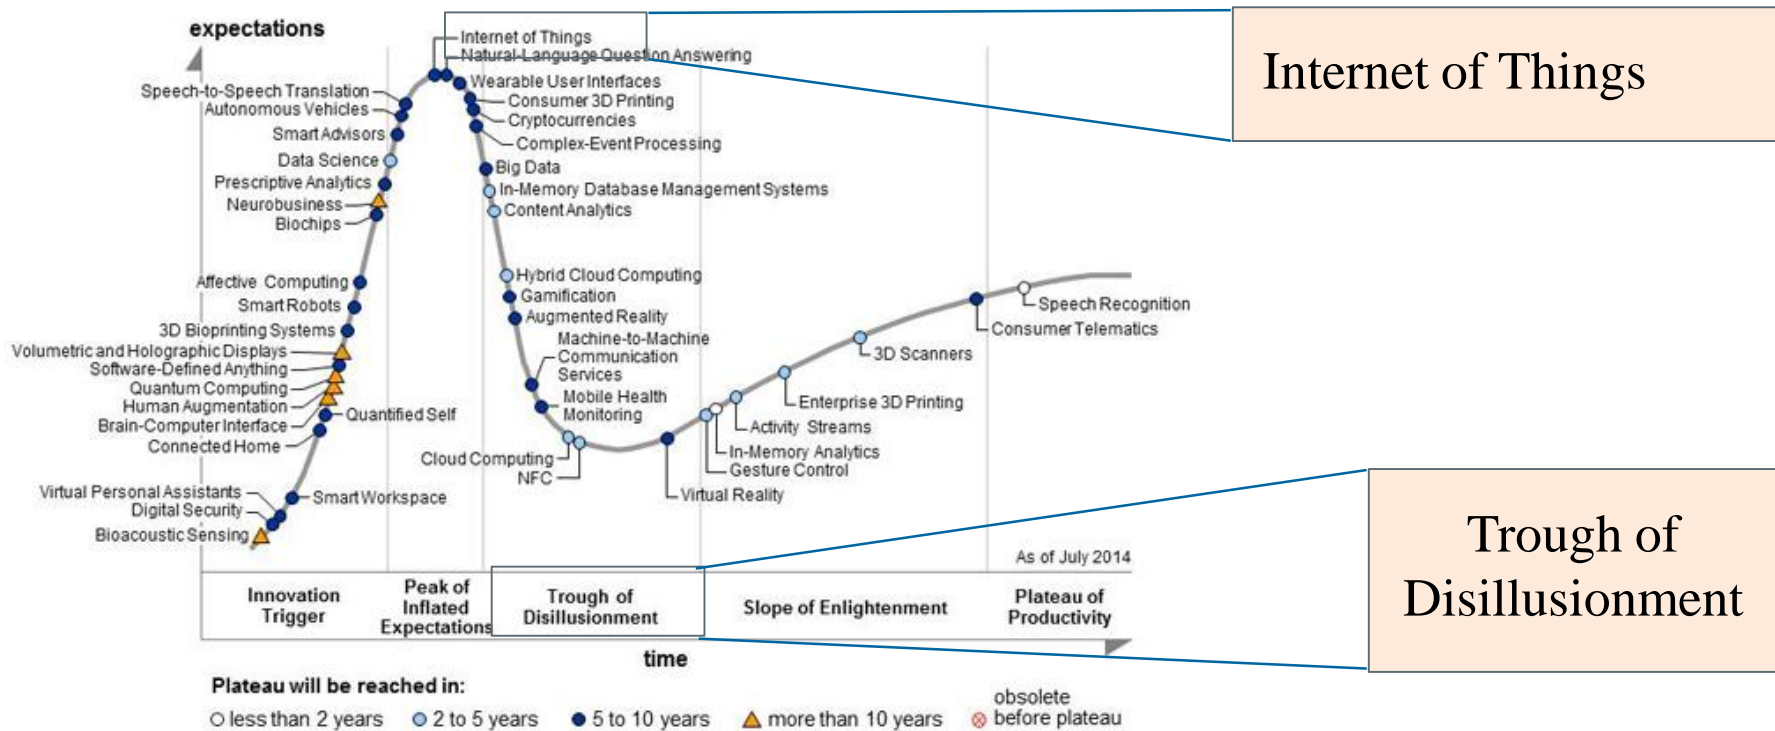 expectations
Internet of Things
Natural-Language Question Answering
Wearable User Interfaces
Consumer 3D Printing
Cryptocurrencies
Complex-Event Processing
Big Data
In-Memory Database Management Systems
Content Analytics
Hybrid Cloud Computing
Gamification
Augmented Reality
Machine-to-Machine
Communication
Services
Mobile Health
Monitoring
Speech-to-Speech Translation
Autonomous Vehicles
Smart Advisors
Data Science
Prescriptive Analytics
Neurobusiness
Biochips
Affective Computing
Smart Robots
3D Bioprinting Systems
Volumetric and Holographic Displays
Software-Defined Anything
Quantum Computing
Human Augmentation
Brain-Computer Interface
Connected Home
Quantified Self
Virtual Personal Assistants
Digital Security
Bioacoustic Sensing
Smart Workspace
Cloud Computing
NFC
Virtual Reality
Gesture Control
In-Memory Analytics
Activity Streams
Enterprise 3D Printing
3D Scanners
Consumer Telematics
Speech Recognition
As of July 2014
Innovation
Trigger
Peak of
Inflated
Expectations
Trough of
Disillusionment
Slope of Enlightenment
Plateau of
Productivity
time
Plateau will be reached in:
less than 2 years
2 to 5 years
5 to 10 years
more than 10 years
obsolete
before plateau
Internet of Things
Trough of
Disillusionment